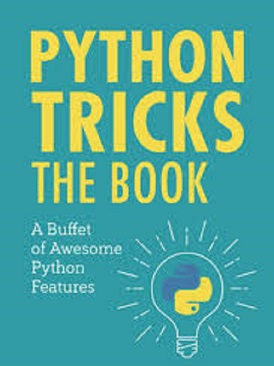 PYTHON
TRICKS
THE BOOK
A Buffet
of Awesome
Python
Features